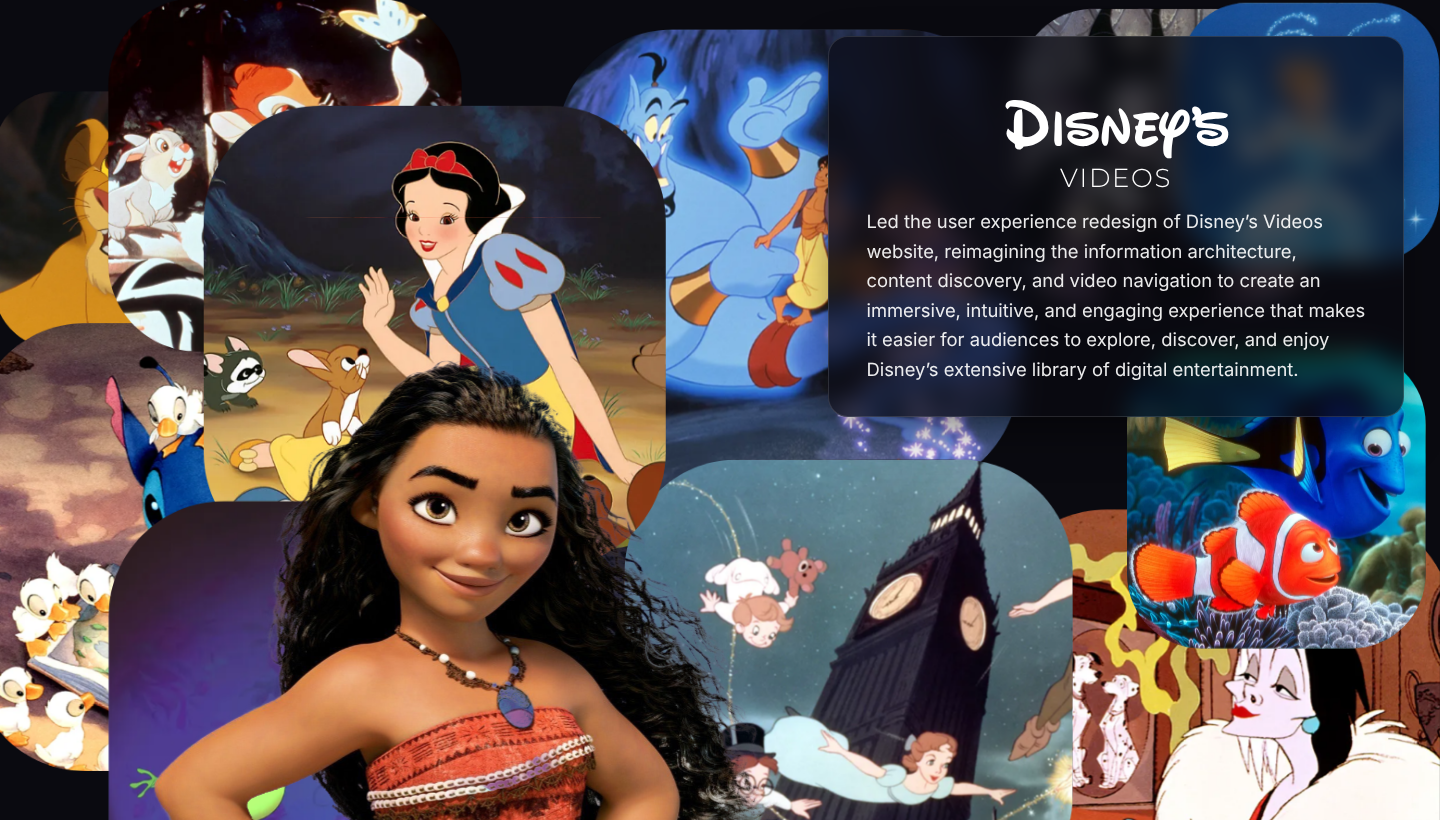 Disney's
VIDEOS
Led the user experience redesign of Disney’s Videos
website, reimagining the information architecture,
content discovery, and video navigation to create an
immersive, intuitive, and engaging experience that makes
it easier for audiences to explore, discover, and enjoy
Disney’s extensive library of digital entertainment.